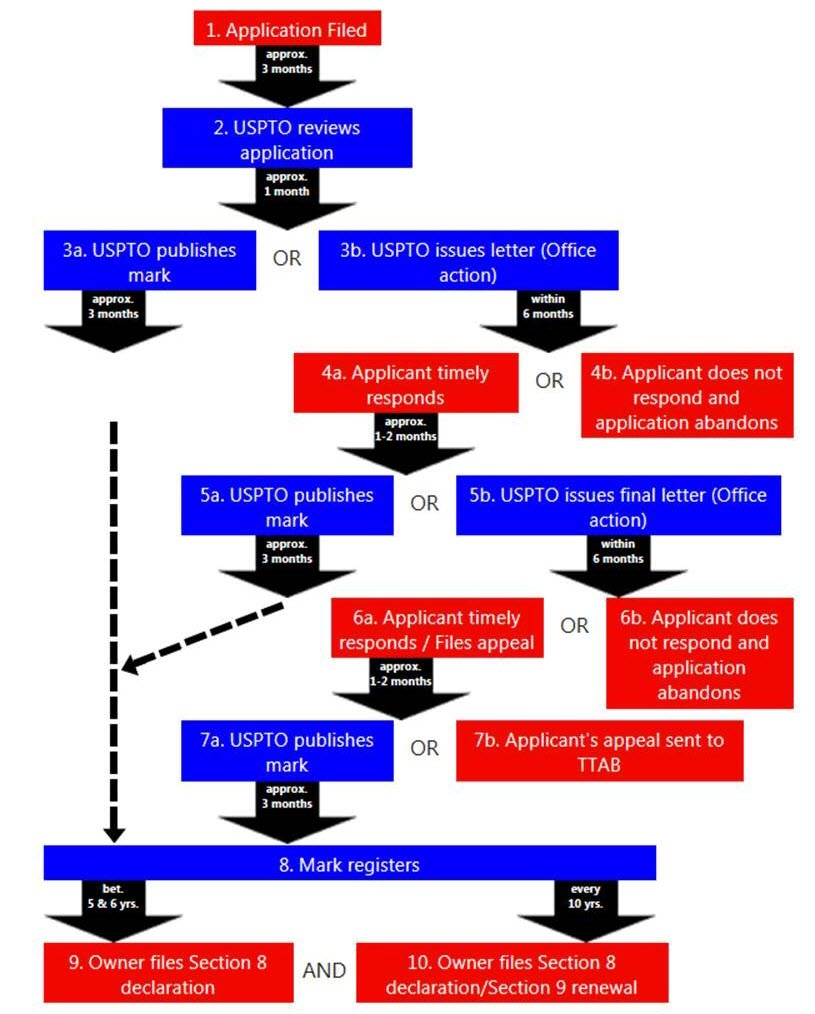 1. Application Filed
approx.
3 months
2. USPTO reviews
application
approx.
1 month
3a. USPTO publishes
mark
OR
3b. USPTO issues letter (Office
action)
approx.
3 months
within
6 months
4a. Applicant timely
responds
OR
4b. Applicant does not
respond and
application abandons
approx.
1-2 months
5a. USPTO publishes
mark
OR
5b. USPTO issues final letter (Office
action)
approx.
3 months
within
6 months
6a. Applicant timely
responds / Files appeal
OR
6b. Applicant does
not respond and
application
abandons
approx.
1-2 months
7a. USPTO publishes
mark
OR
7b. Applicant's appeal sent to
TTAB
approx.
3 months
8. Mark registers
bet.
5 & 6 yrs.
every
10 yrs.
9. Owner files Section 8
declaration
AND
10. Owner files Section 8
declaration/Section 9 renewal